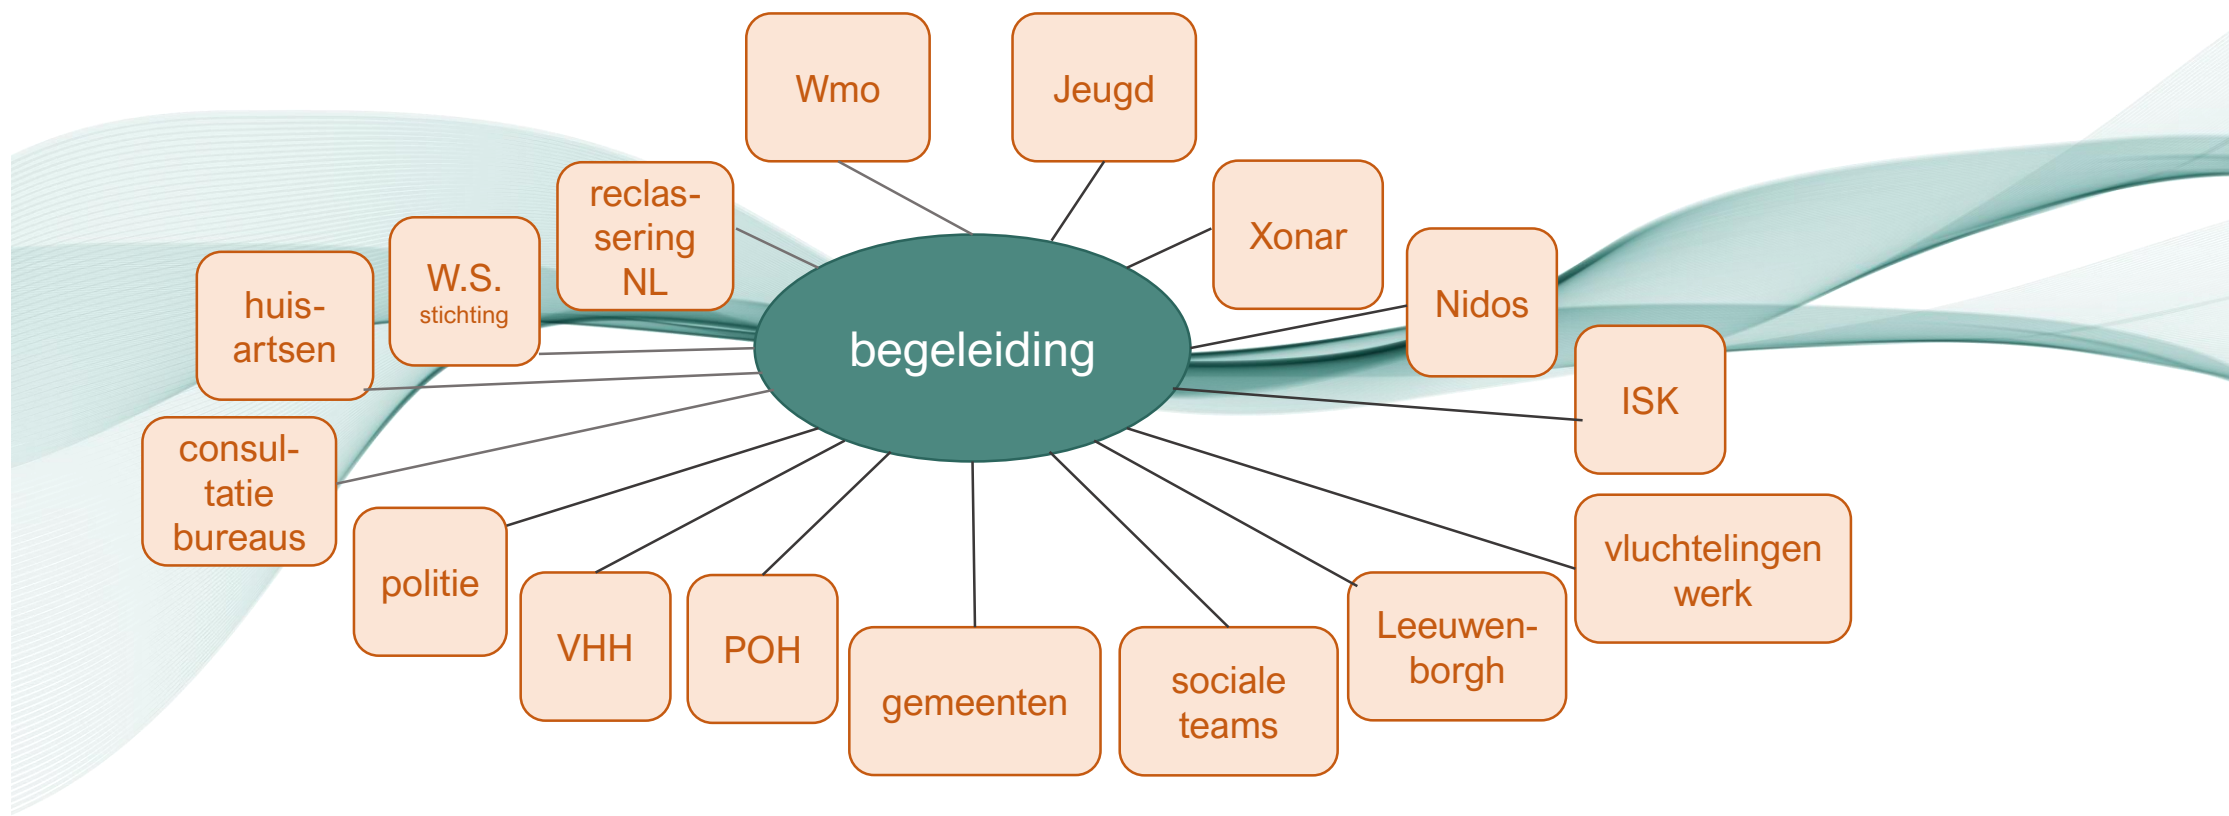 Wmo
Jeugd
reclas-
sering
NL
Xonar
W.S.
stichting
Nidos
huis-
artsen
begeleiding
ISK
consul-
tatie
bureaus
politie
vluchtelingen
werk
VHH
POH
Leeuwen-
borgh
gemeenten
sociale
teams